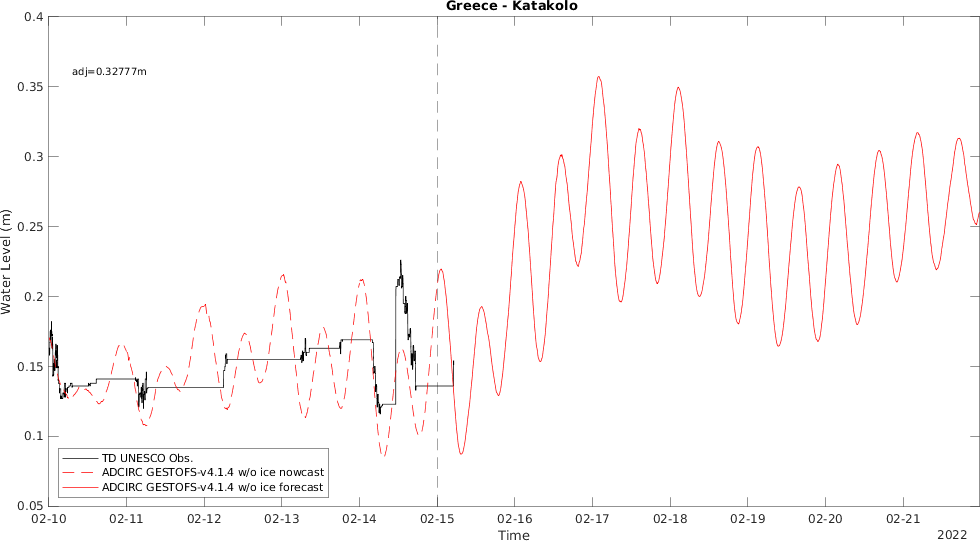 Greece - Katakolo
0.4
adj=0.32777m
0.35
0.3
0.25
0.2
0.15
0.1
0.05
Water Level (m)
TD UNESCO Obs.
ADCIRC GESTOFS-v4.1.4 w/o ice nowcast
ADCIRC GESTOFS-v4.1.4 w/o ice forecast
02-10 02-11 02-12 02-13 02-14 02-15 02-16 02-17 02-18 02-19 02-20 02-21
Time
2022